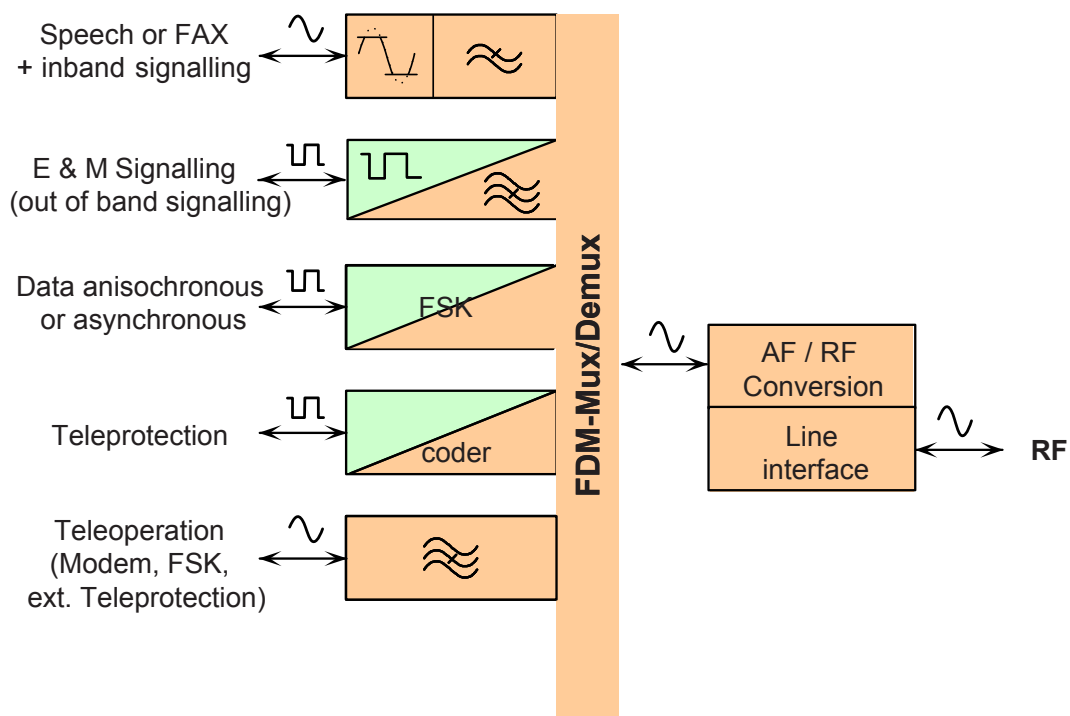 Speech or FAX
+ inband signalling
E & M Signalling
(out of band signalling)
Data anisochronous
or asynchronous
FSK
Teleprotection
coder
Teleoperation
(Modem, FSK,
ext. Teleprotection)
FDM-Mux/Demux
AF / RF
Conversion
Line
interface
RF